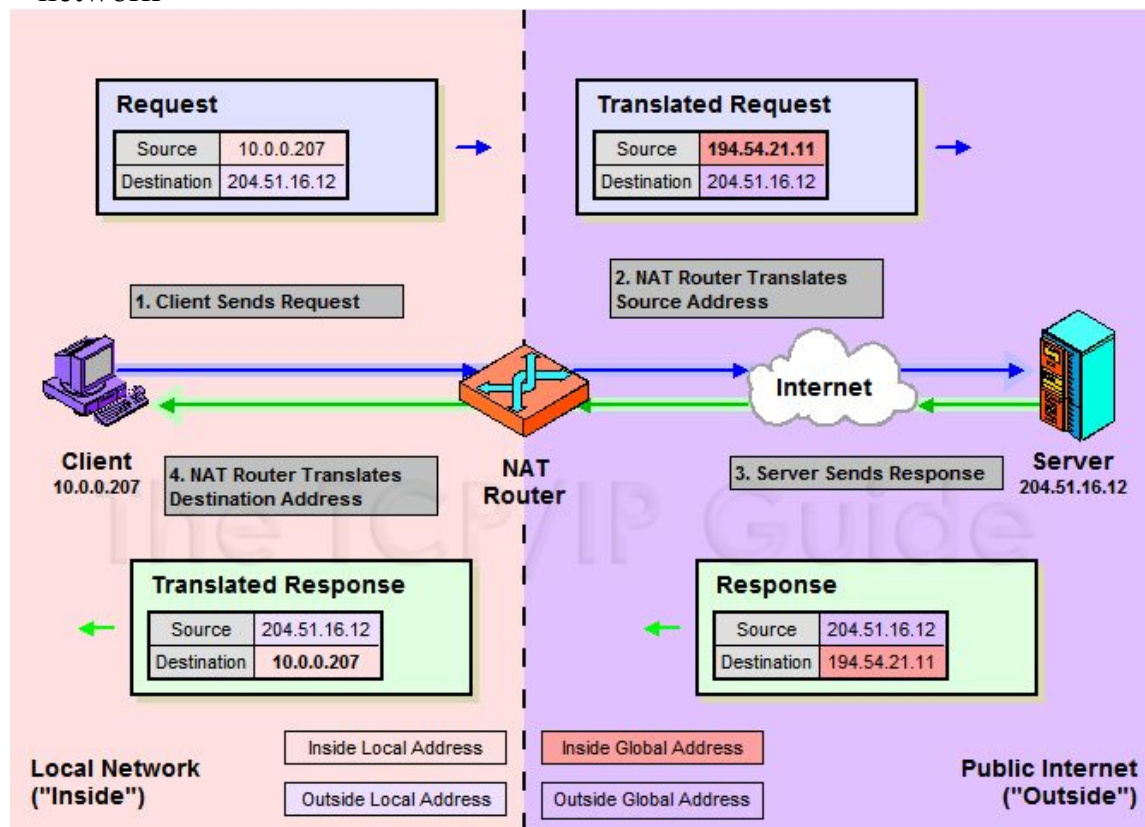 Request
Source 10.0.0.207
Destination 204.51.16.12
Translated Request
Source 194.54.21.11
Destination 204.51.16.12
1. Client Sends Request
2. NAT Router Translates
Source Address
Internet
Client
10.0.0.207
4. NAT Router Translates
Destination Address
NAT
Router
3. Server Sends Response
Server
204.51.16.12
The TCP/IP Guide
Translated Response
Source 204.51.16.12
Destination 10.0.0.207
Response
Source 204.51.16.12
Destination 194.54.21.11
Inside Local Address
Inside Global Address
Local Network
("Inside")
Outside Local Address
Outside Global Address
Public Internet
("Outside")